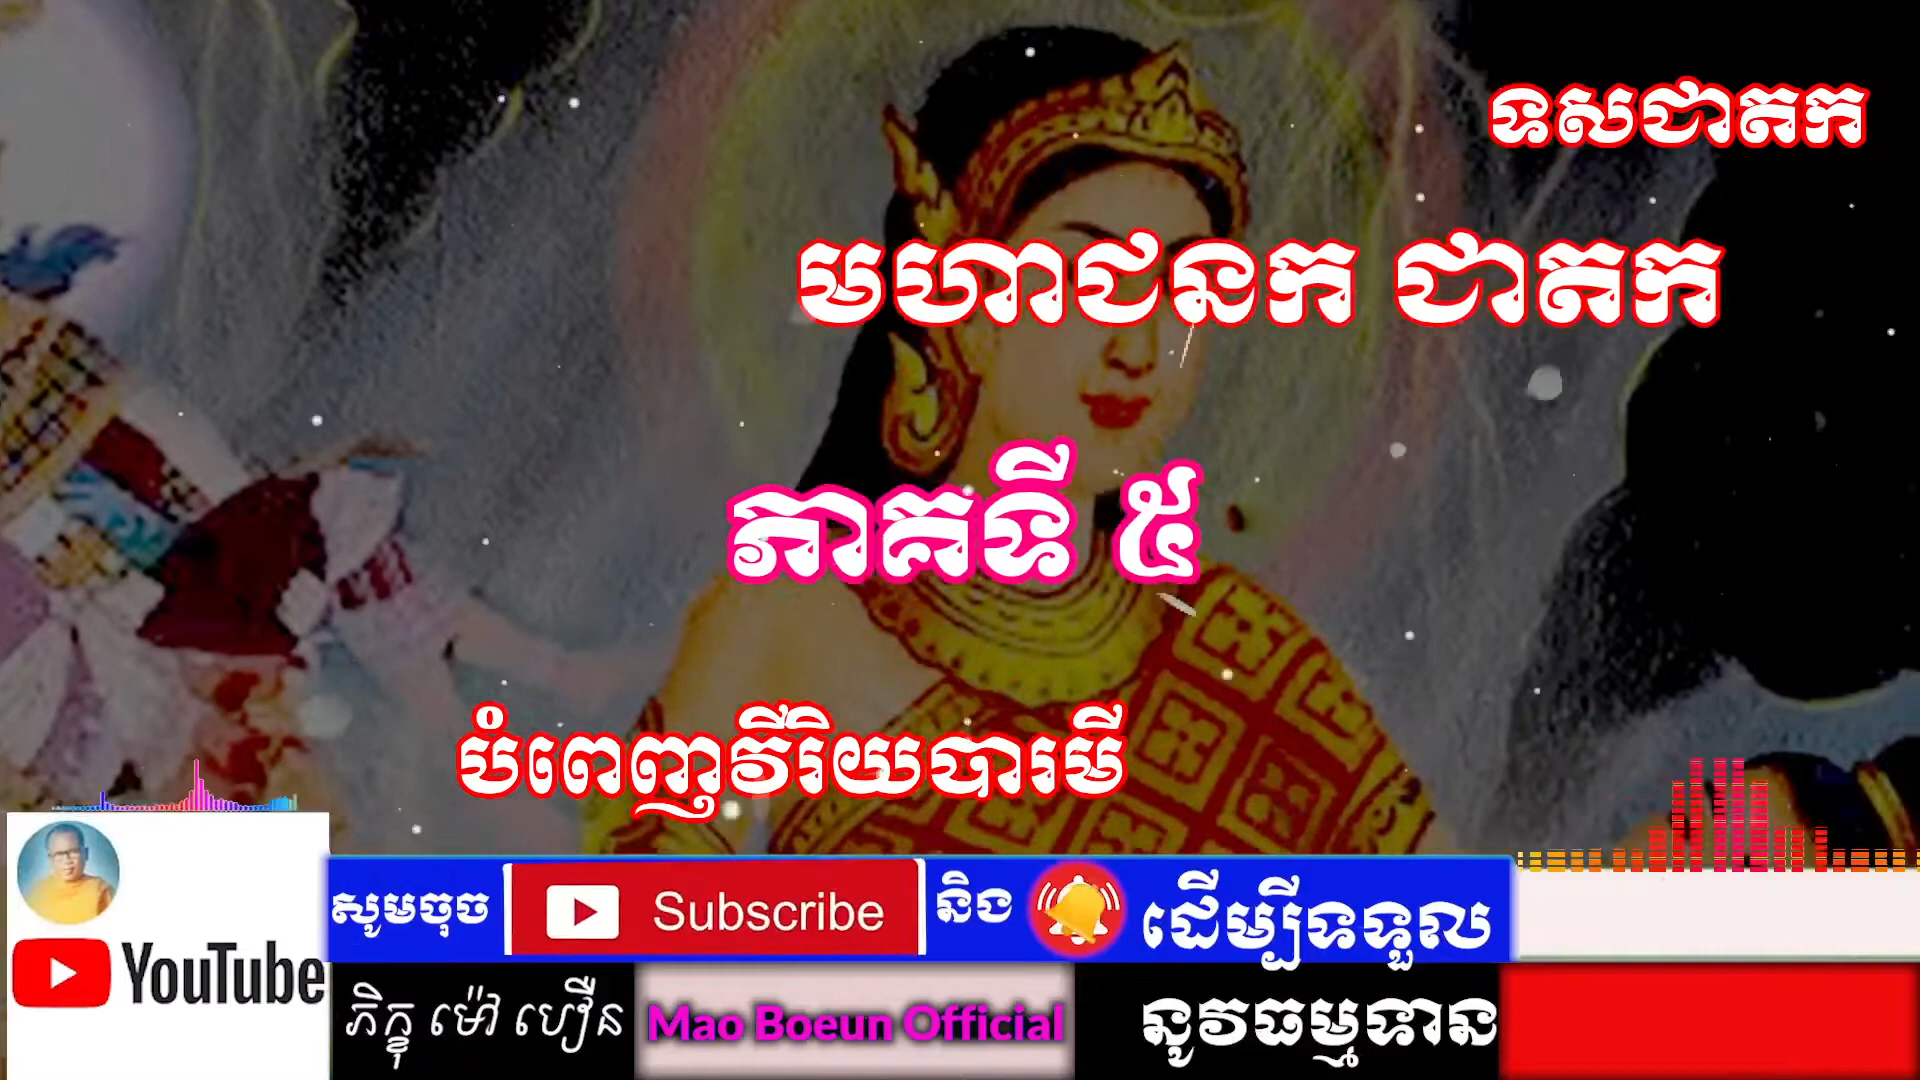 ទសជាតក
មហាជនក ជាតក
ភាគទី ៥
បំពេញវីរិយបារមី
សូមចុច Subscribe និង ដើម្បីទទួល
YouTube ភិក្ខុ ម៉ៅ បឿន Mao Boeun Official នូវធម្មទាន